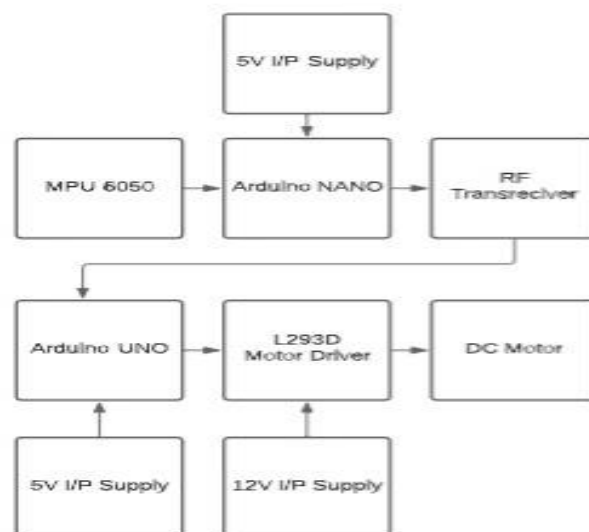 5V I/P Supply
MPU 6050
Arduino NANO
RF
Transreciver
Arduino UNO
L293D
Motor Driver
DC Motor
5V I/P Supply
12V I/P Supply